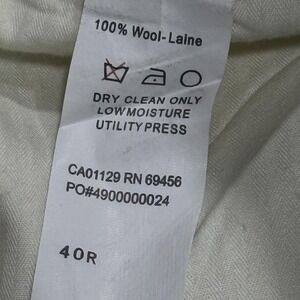 100% Wool-Laine
DRY CLEAN ONLY
LOW MOISTURE
UTILITY PRESS
CA01129 RN 69456
PO#4900000024
40R